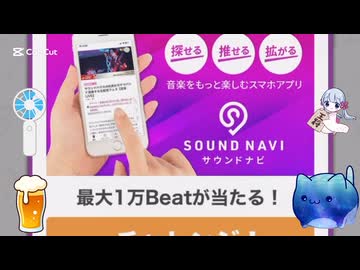 CapCut
探せる 推せる 拡がる
音楽をもっと楽しむスマホアプリ
SOUND NAVI
サウンドナビ
最大1万Beatが当たる！